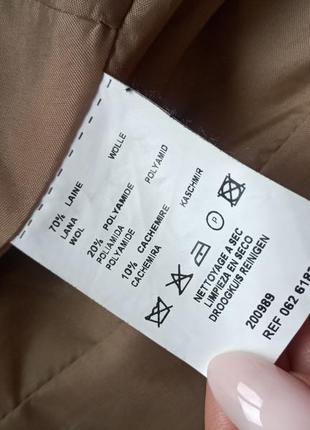 70% LAINE WOLLE
LANA
WOL
20% POLYAMIDE POLYAMID
POLIAMIDA
POLYAMIDE
10% CACHEMIRE KASCHMIR
CACHEMIRA
P
NETTOYAGE A SEC
LIMPIEZA EN SECO
DROOGKUIS REINIGEN
200989
REF 062 618